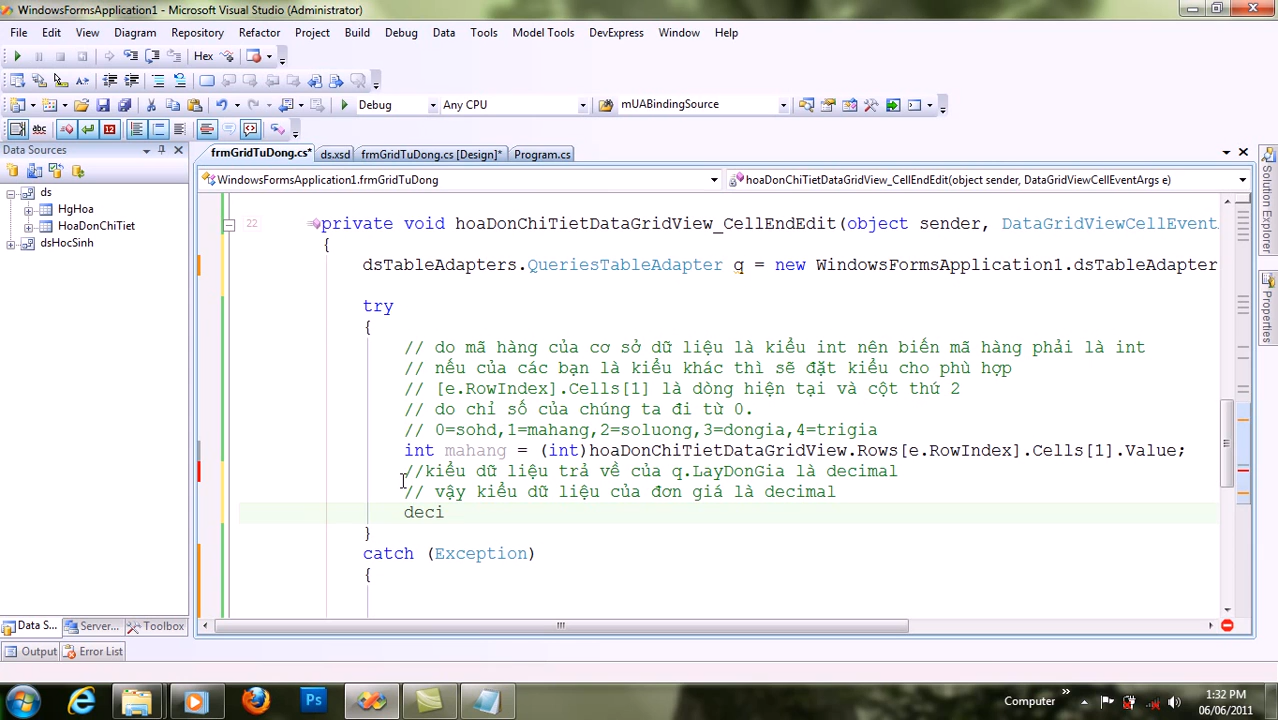 WindowsFormsApplication1 - Microsoft Visual Studio (Administrator)
File Edit View Diagram Repository Refactor Project Build Debug Data Tools Model Tools DevExpress Window Help
Hex
Debug Any CPU mUABindingSource
Data Sources
frmGridTuDong.cs* ds.xsd frmGridTuDong.cs [Design]* Program.cs
WindowsFormsApplication1.frmGridTuDong hoaDonChiTietDataGridView_CellEndEdit(object sender, DataGridViewCellEventArgs e)
ds
HgHoa
HoaDonChiTiet
dsHocSinh
22 private void hoaDonChiTietDataGridView_CellEndEdit(object sender, DataGridViewCellEvent
{
dsTableAdapters.QueriesTableAdapter q = new WindowsFormsApplication1.dsTableAdapter
try
{
// do mã hàng của cơ sở dữ liệu là kiểu int nên biến mã hàng phải là int
// nếu của các bạn là kiểu khác thì sẽ đặt kiểu cho phù hợp
// [e.RowIndex].Cells[1] là dòng hiện tại và cột thứ 2
// do chỉ số của chúng ta đi từ 0.
// 0=sohd,1=mahang,2=soluong,3=dongia,4=trigia
int mahang = (int)hoaDonChiTietDataGridView.Rows[e.RowIndex].Cells[1].Value;
//kiểu dữ liệu trả về của q.LayDonGia là decimal
// vậy kiểu dữ liệu của đơn giá là decimal
deci
}
catch (Exception)
{
Solution Explorer
Properties
Data S... Server... Toolbox
Output Error List
Ps
Computer
1:32 PM
06/06/2011